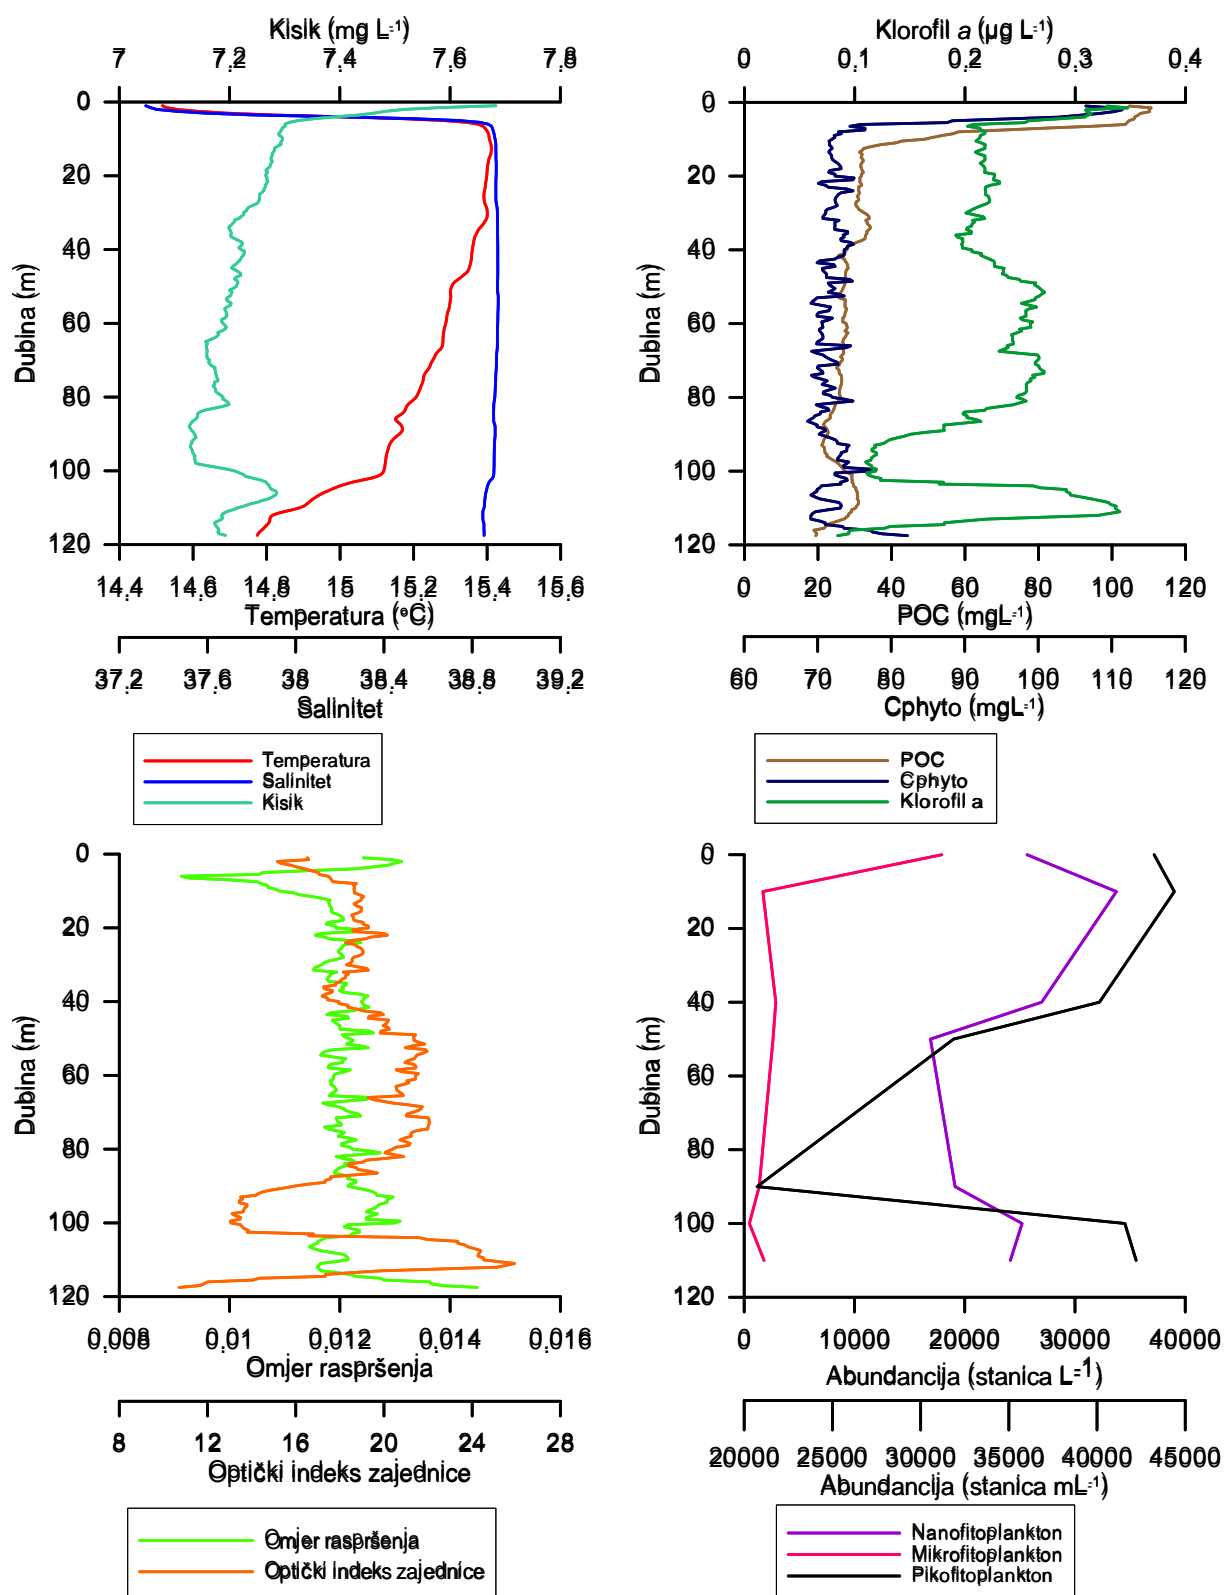 Kisik (mg L-1)
7 7.2 7.4 7.6 7.8
0
20
40
60
80
100
120
Dubina (m)
14.4 14.6 14.8 15 15.2 15.4 15.6
Temperatura (°C)
37.2 37.6 38 38.4 38.8 39.2
Salinitet
Temperatura
Salinitet
Kisik
Klorofil a (µg L-1)
0 0.1 0.2 0.3 0.4
0
20
40
60
80
100
120
Dubina (m)
0 20 40 60 80 100 120
POC (mgL-1)
60 70 80 90 100 110 120
Cphyto (mgL-1)
POC
Cphyto
Klorofil a
0
20
40
60
80
100
120
Dubina (m)
0.008 0.01 0.012 0.014 0.016
Omjer raspršenja
8 12 16 20 24 28
Optički indeks zajednice
Omjer raspršenja
Optički indeks zajednice
0
20
40
60
80
100
120
Dubina (m)
0 10000 20000 30000 40000
Abundancija (stanica L-1)
20000 25000 30000 35000 40000 45000
Abundancija (stanica mL-1)
Nanofitoplankton
Mikrofitoplankton
Pikofitoplankton